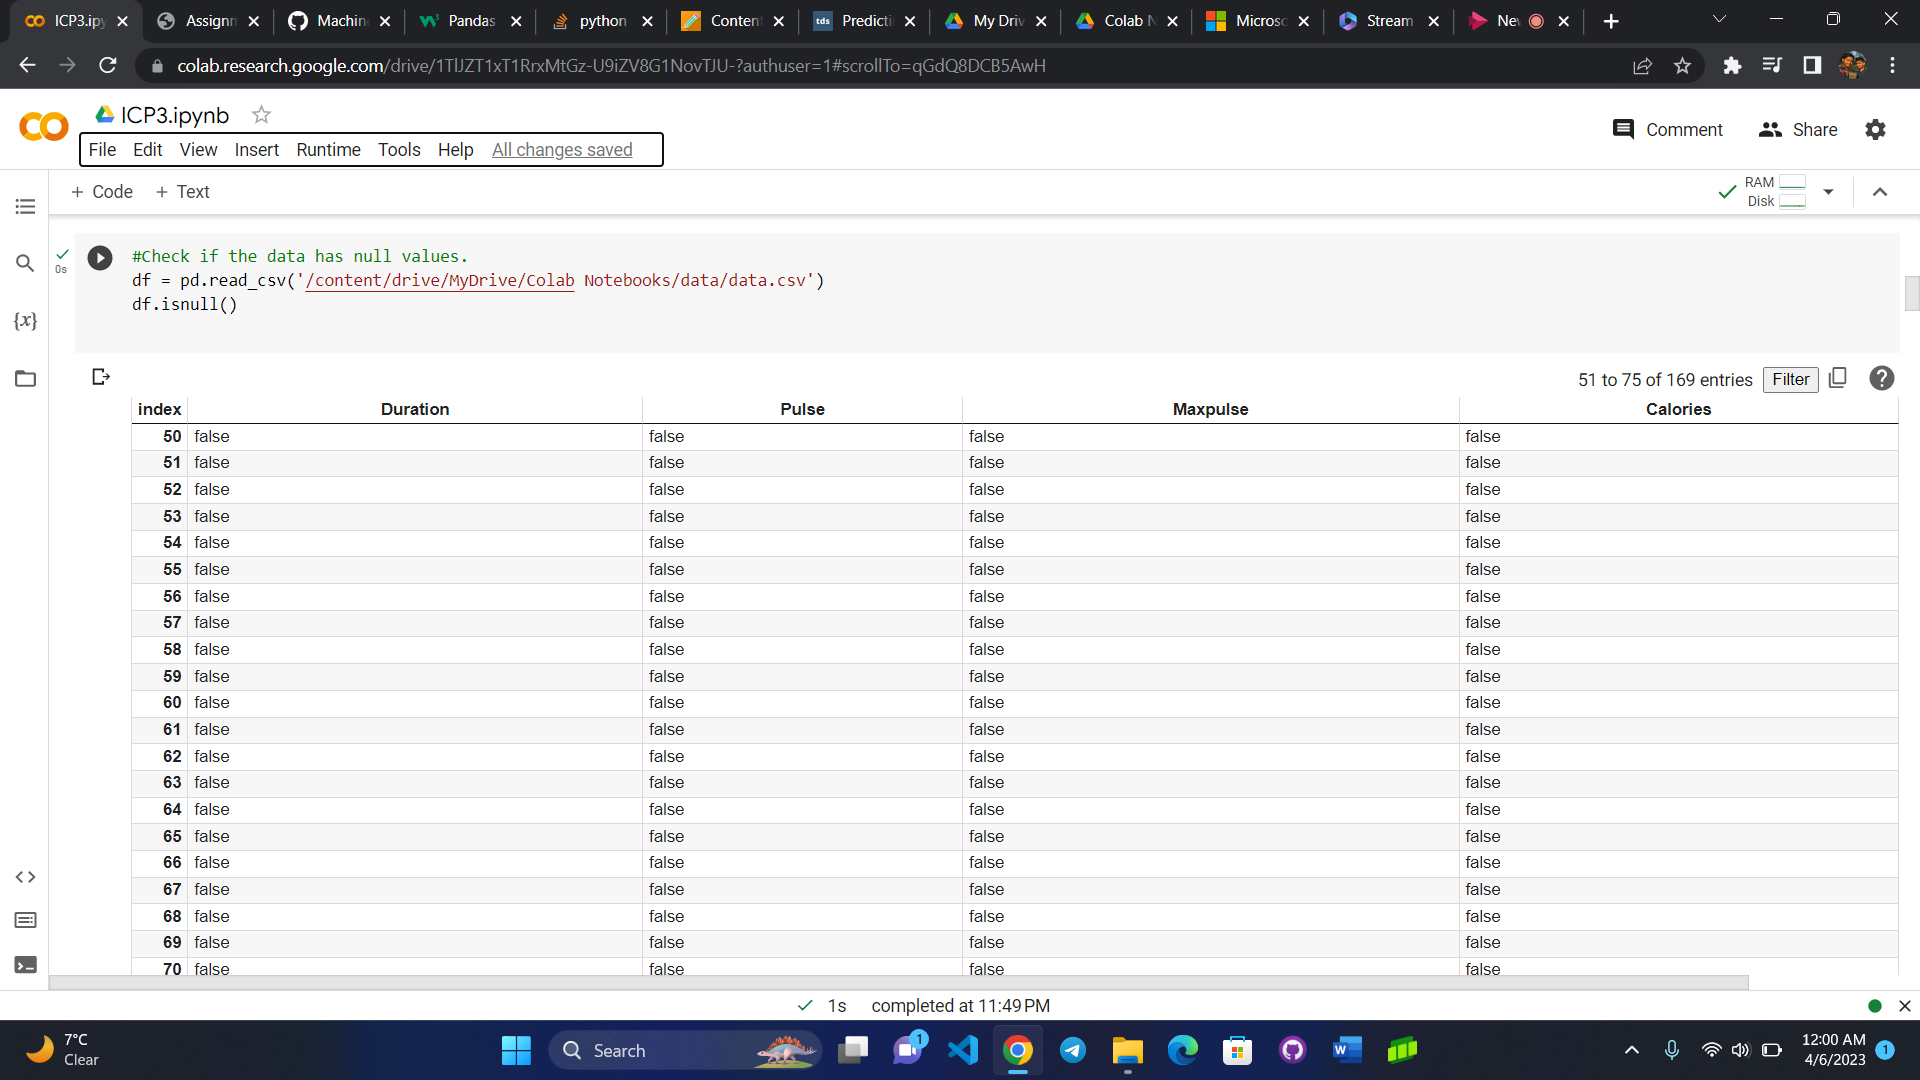 ICP3.ipy
Assignn
Machin
Pandas
python
Content
tds Predicti
My Driv
Colab N
Microso
Stream
Nev
colab.research.google.com/drive/1TlJZT1xT1RrxMtGz-U9iZV8G1NovTJU-?authuser=1#scrollTo=qGdQ8DCB5AwH
ICP3.ipynb
File Edit View Insert Runtime Tools Help All changes saved
Comment
Share
+ Code + Text
RAM
Disk
0s
#Check if the data has null values.
df = pd.read_csv('/content/drive/MyDrive/Colab Notebooks/data/data.csv')
df.isnull()
{x}
51 to 75 of 169 entries Filter
index Duration Pulse Maxpulse Calories
50 false false false false
51 false false false false
52 false false false false
53 false false false false
54 false false false false
55 false false false false
56 false false false false
57 false false false false
58 false false false false
59 false false false false
60 false false false false
61 false false false false
62 false false false false
63 false false false false
64 false false false false
65 false false false false
66 false false false false
67 false false false false
68 false false false false
69 false false false false
70 false false false false
1s completed at 11:49 PM
7°C
Clear
Search
1
12:00 AM
4/6/2023
1